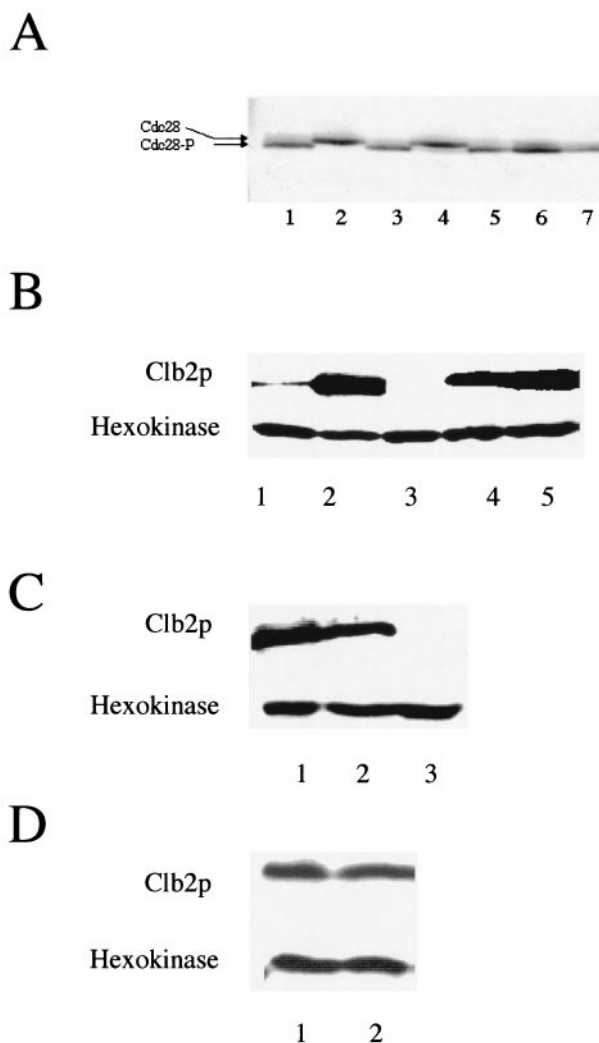 A
Cdc28
Cdc28-P
1 2 3 4 5 6 7
B
Clb2p
Hexokinase
1 2 3 4 5
C
Clb2p
Hexokinase
1 2 3
D
Clb2p
Hexokinase
1 2